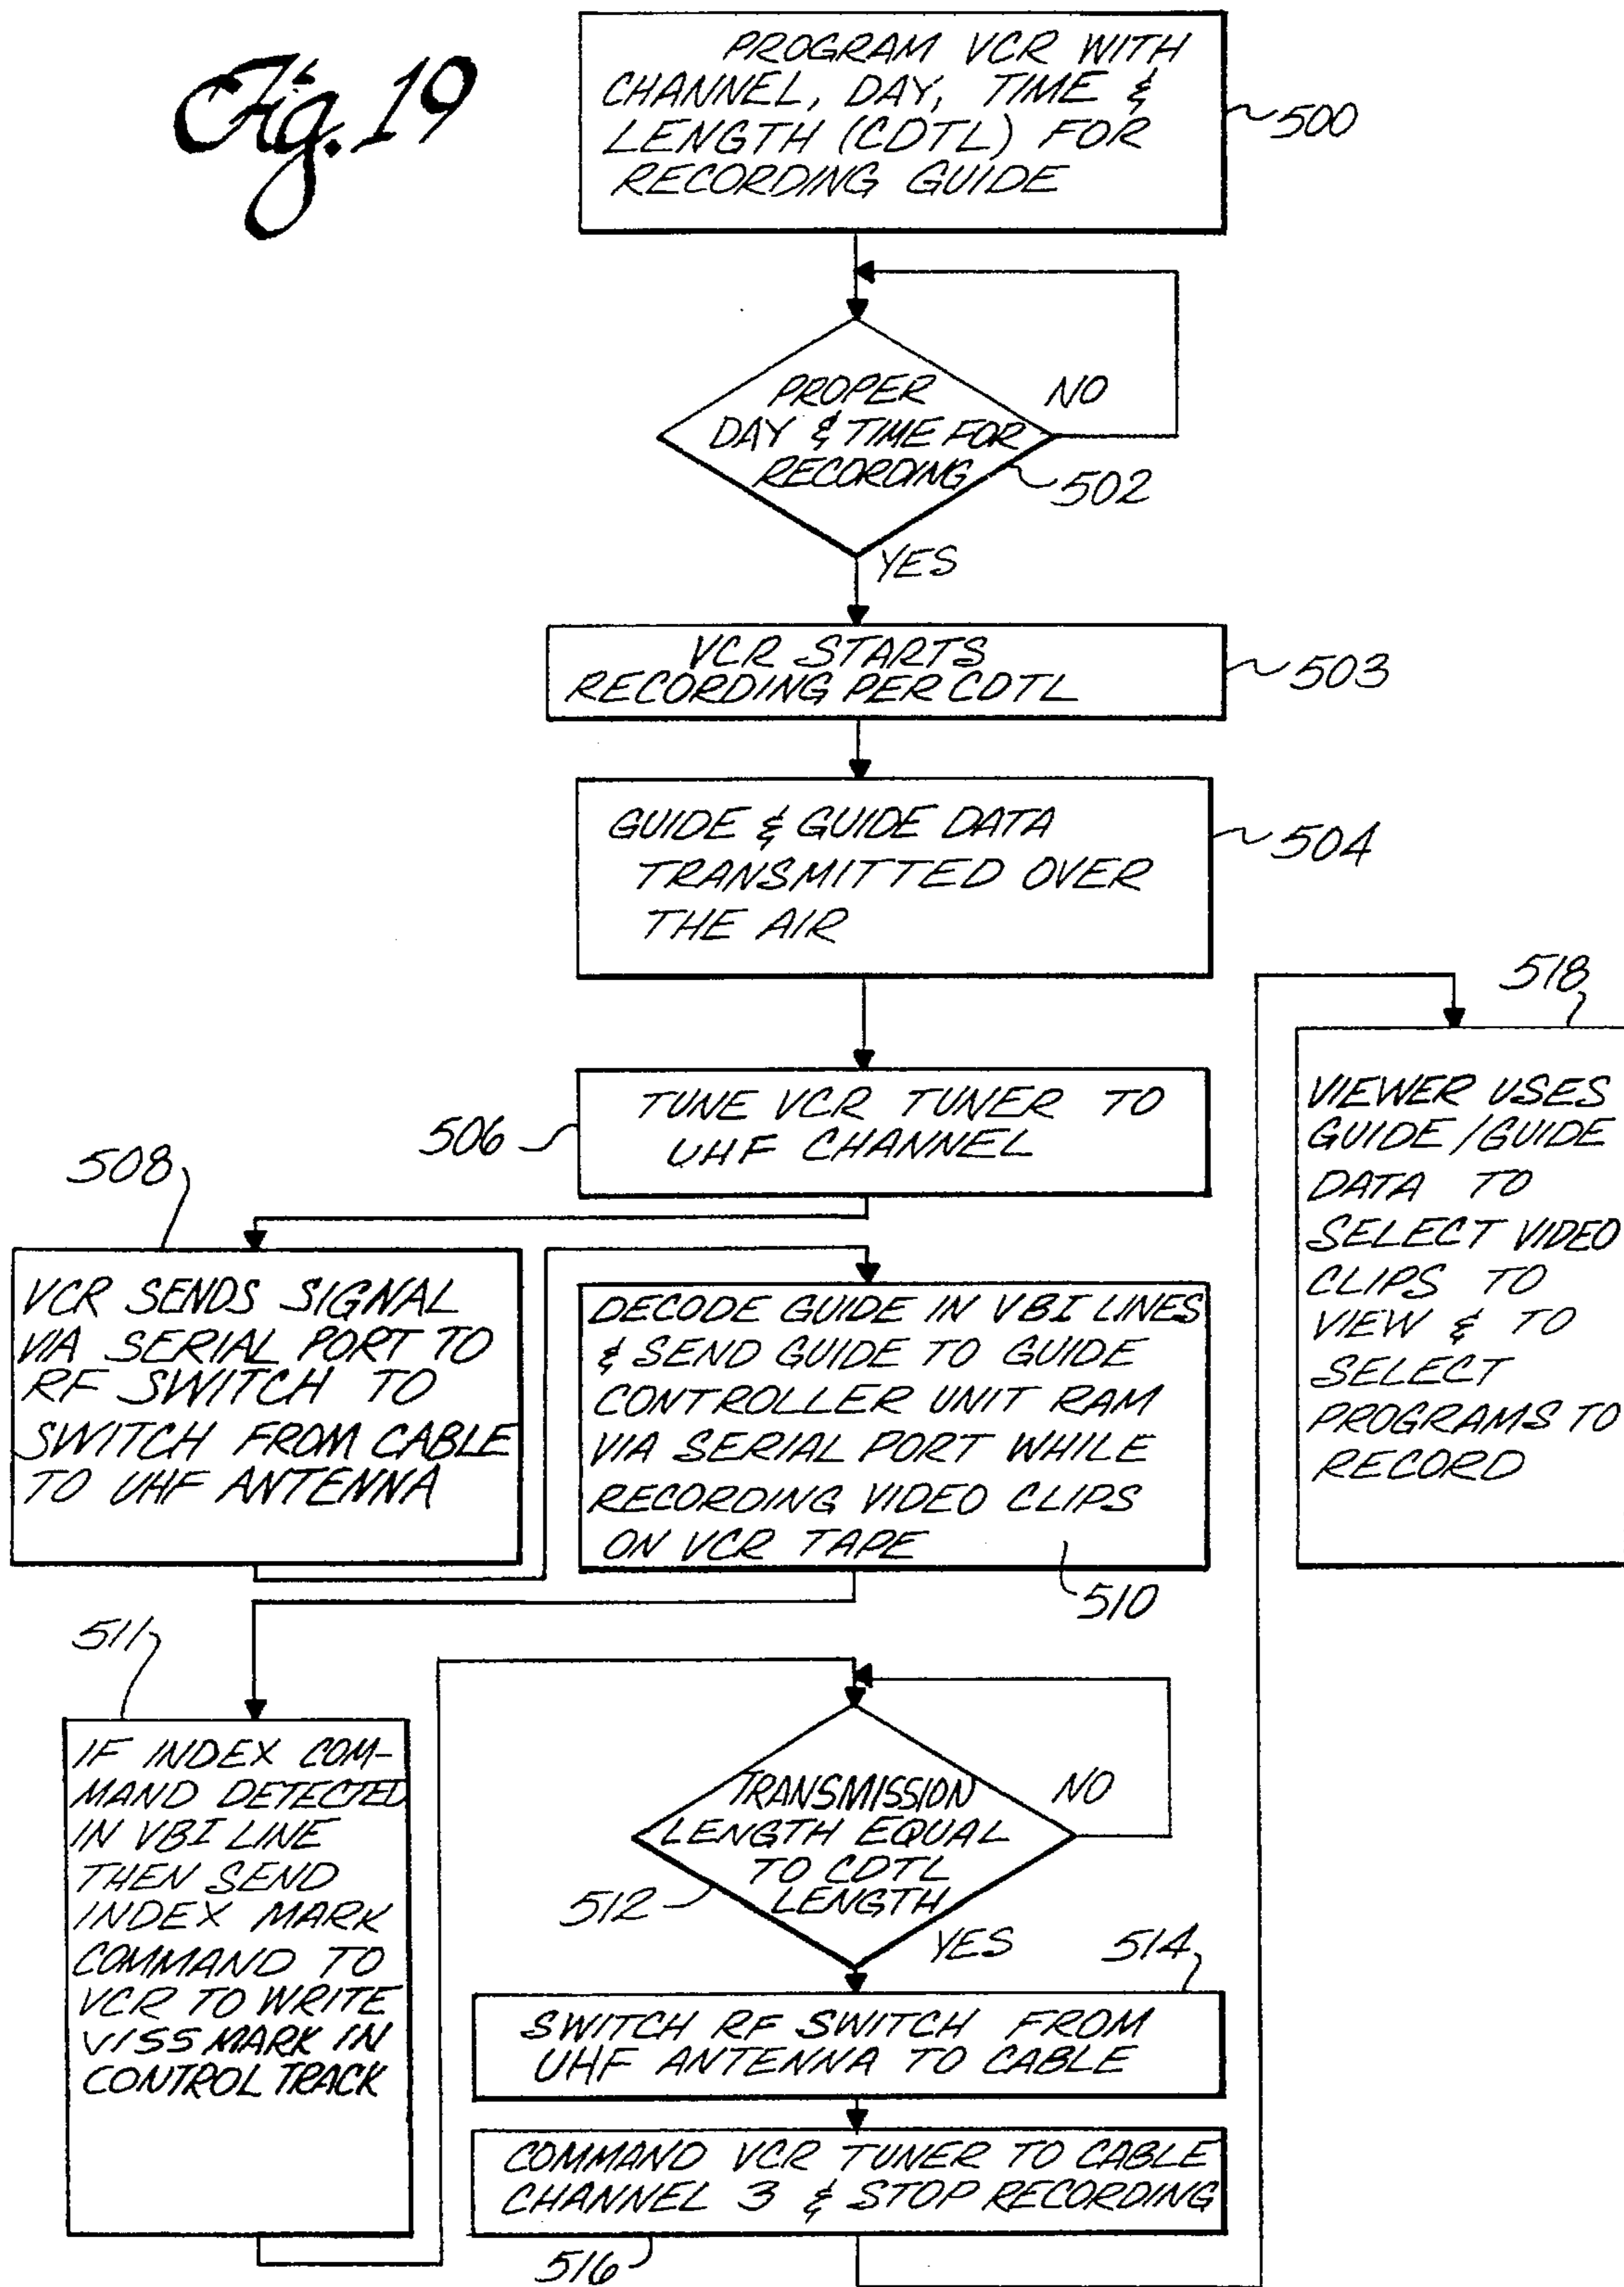 Fig. 19
PROGRAM VCR WITH
CHANNEL, DAY, TIME &
LENGTH (CDTL) FOR
RECORDING GUIDE
500
PROPER
DAY & TIME FOR
RECORDING
NO
502
YES
VCR STARTS
RECORDING PER CDTL
503
GUIDE & GUIDE DATA
TRANSMITTED OVER
THE AIR
504
TUNE VCR TUNER TO
UHF CHANNEL
506
508
VCR SENDS SIGNAL
VIA SERIAL PORT TO
RF SWITCH TO
SWITCH FROM CABLE
TO UHF ANTENNA
DECODE GUIDE IN VBI LINES
& SEND GUIDE TO GUIDE
CONTROLLER UNIT RAM
VIA SERIAL PORT WHILE
RECORDING VIDEO CLIPS
ON VCR TAPE
510
511
IF INDEX COM-
MAND DETECTED
IN VBI LINE
THEN SEND
INDEX MARK
COMMAND TO
VCR TO WRITE
VISS MARK IN
CONTROL TRACK
TRANSMISSION
LENGTH EQUAL
TO CDTL
LENGTH
NO
512
YES
514
SWITCH RF SWITCH FROM
UHF ANTENNA TO CABLE
COMMAND VCR TUNER TO CABLE
CHANNEL 3 & STOP RECORDING
516
518
VIEWER USES
GUIDE/GUIDE
DATA TO
SELECT VIDEO
CLIPS TO
VIEW & TO
SELECT
PROGRAMS TO
RECORD